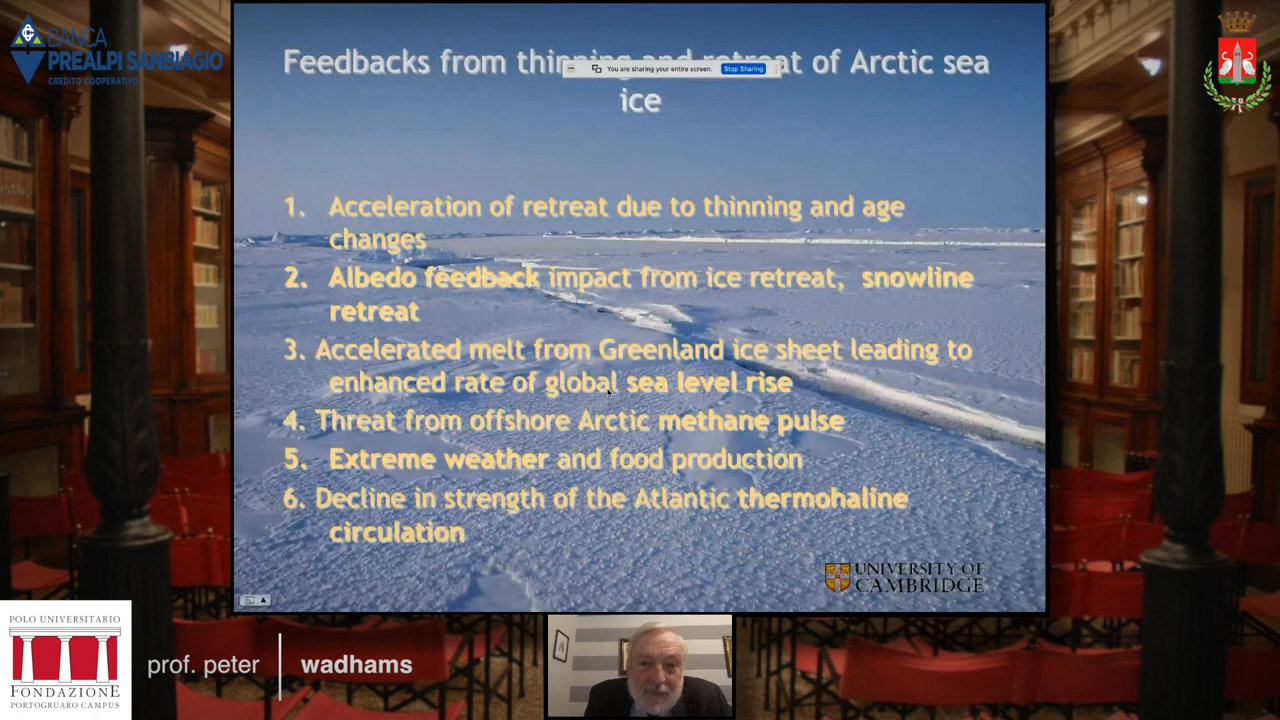 BANCA
PREALPI SANBIAGIO
CREDITO COOPERATIVO
Feedbacks from thinning and retreat of Arctic sea
ice
You are sharing your entire screen. Stop Sharing
1. Acceleration of retreat due to thinning and age
changes
2. Albedo feedback impact from ice retreat, snowline
retreat
3. Accelerated melt from Greenland ice sheet leading to
enhanced rate of global sea level rise
4. Threat from offshore Arctic methane pulse
5. Extreme weather and food production
6. Decline in strength of the Atlantic thermohaline
circulation
UNIVERSITY OF
CAMBRIDGE
POLO UNIVERSITARIO
FONDAZIONE
PORTOGRUARO CAMPUS
prof. peter
wadhams